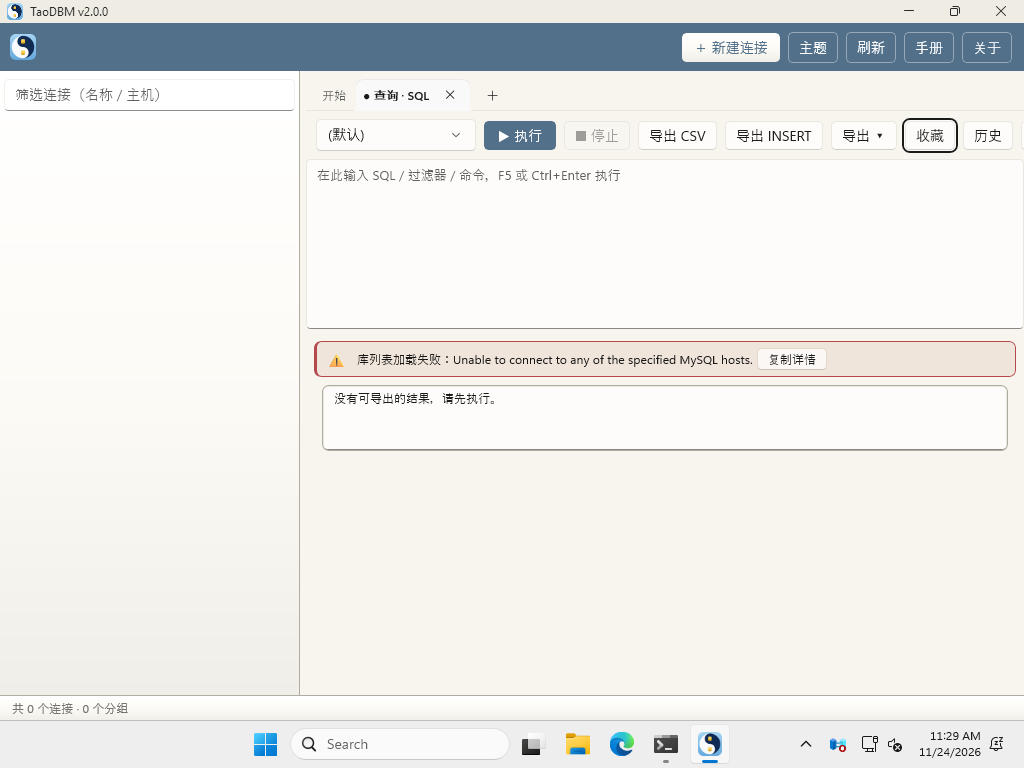 TaoDBM v2.0.0
+ 新建连接 主题 刷新 手册 关于
筛选连接（名称 / 主机）
开始 ● 查询 · SQL
(默认) ▶ 执行 ■ 停止 导出 CSV 导出 INSERT 导出 ▼ 收藏 历史
在此输入 SQL / 过滤器 / 命令，F5 或 Ctrl+Enter 执行
库列表加载失败：Unable to connect to any of the specified MySQL hosts. 复制详情
没有可导出的结果，请先执行。
共 0 个连接 · 0 个分组
Search
11:29 AM
11/24/2026